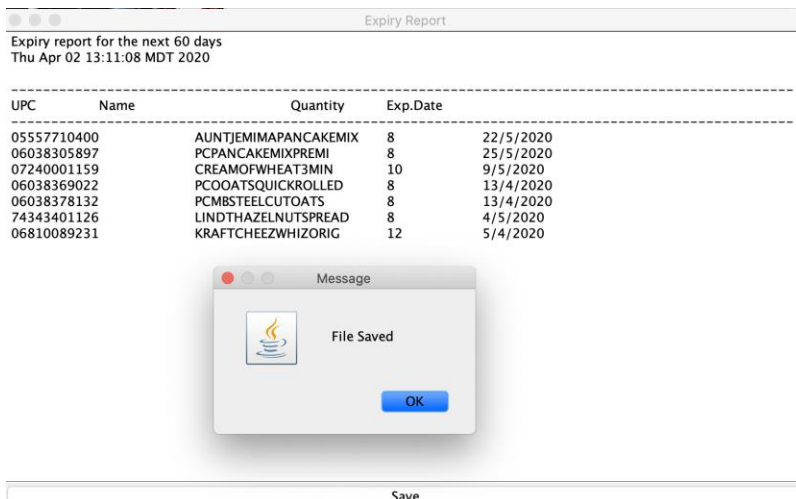 Expiry Report
Expiry report for the next 60 days
Thu Apr 02 13:11:08 MDT 2020
UPC Name Quantity Exp.Date
05557710400 AUNTJEMIMAPANCAKEMIX 8 22/5/2020
06038305897 PCPANCAKEMIXPREMI 8 25/5/2020
07240001159 CREAMOFWHEAT3MIN 10 9/5/2020
06038369022 PCOOATSQUICKROLLED 8 13/4/2020
06038378132 PCMBSTEELCUTOATS 8 13/4/2020
74343401126 LINDTHAZELNUTSPREAD 8 4/5/2020
06810089231 KRAFTCHEEZWHIZORIG 12 5/4/2020
Message
File Saved
OK
Save